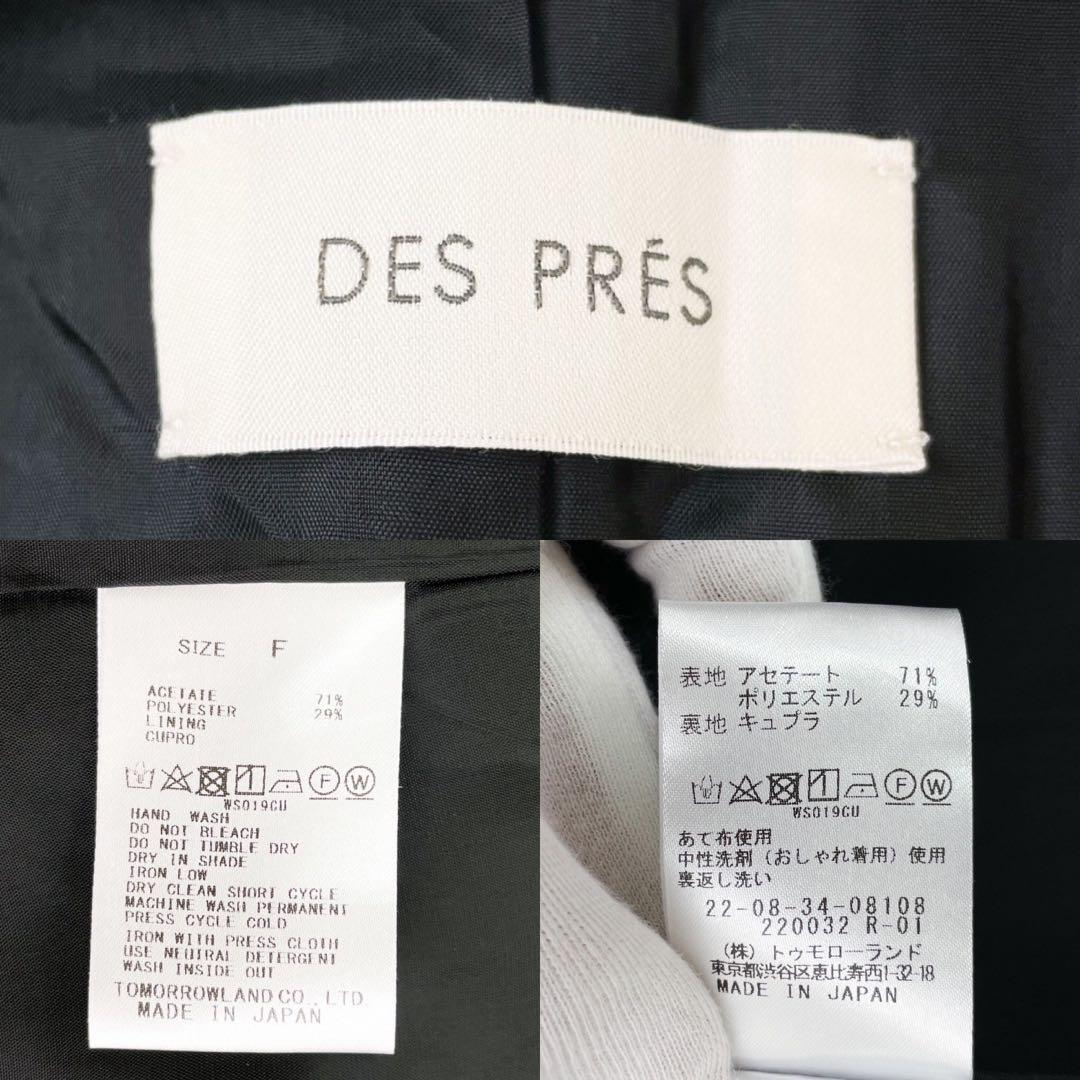 DES PRÉS
SIZE F
ACETATE 71%
POLYESTER 29%
LINING
CUPRO
WS019CU
HAND WASH
DO NOT BLEACH
DO NOT TUMBLE DRY
DRY IN SHADE
IRON LOW
DRY CLEAN SHORT CYCLE
MACHINE WASH PERMANENT
PRESS CYCLE COLD
IRON WITH PRESS CLOTH
USE NEUTRAL DETERGENT
WASH INSIDE OUT
TOMORROWLAND CO., LTD
MADE IN JAPAN
表地 アセテート 71%
ポリエステル 29%
裏地 キュプラ
WS019CU
あて布使用
中性洗剤（おしゃれ着用）使用
裏返し洗い
22-08-34-08108
220032 R-01
（株）トゥモローランド
東京都渋谷区恵比寿西1-32-18
MADE IN JAPAN